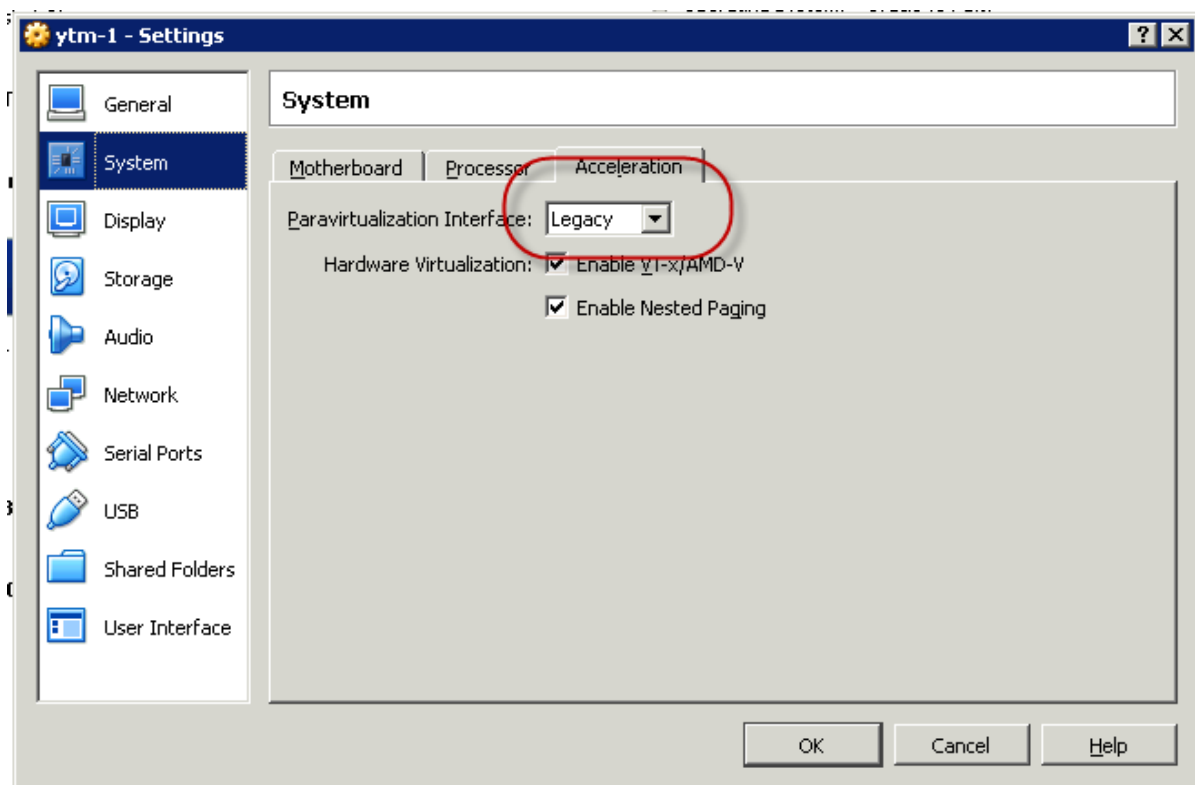 ytm-1 - Settings
General
System
Display
Storage
Audio
Network
Serial Ports
USB
Shared Folders
User Interface
System
Motherboard
Processor
Acceleration
Paravirtualization Interface: Legacy
Hardware Virtualization: Enable VT-x/AMD-V
Enable Nested Paging
OK
Cancel
Help